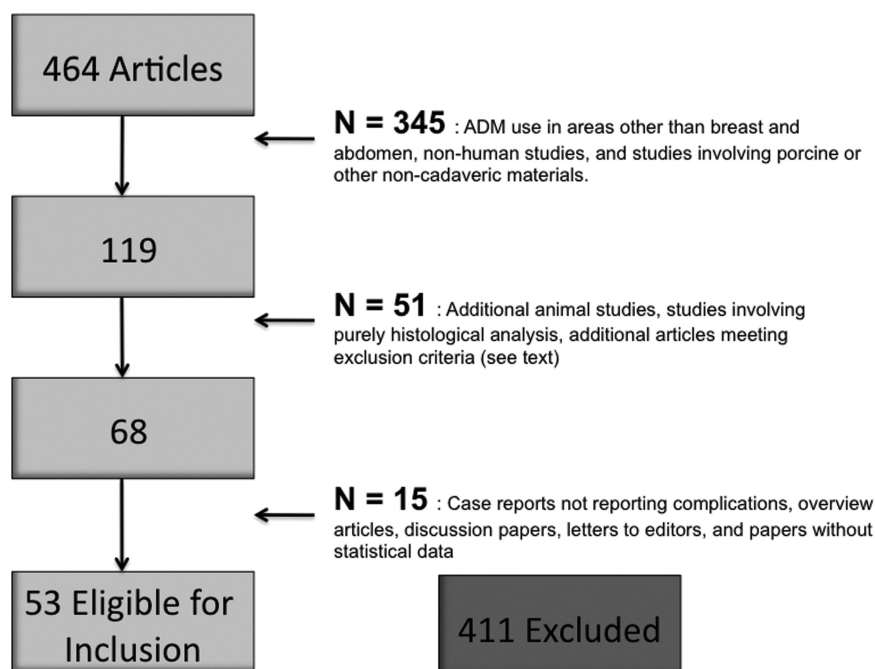 464 Articles
N = 345 : ADM use in areas other than breast and
abdomen, non-human studies, and studies involving porcine or
other non-cadaveric materials.
119
N = 51 : Additional animal studies, studies involving
purely histological analysis, additional articles meeting
exclusion criteria (see text)
68
N = 15 : Case reports not reporting complications, overview
articles, discussion papers, letters to editors, and papers without
statistical data
53 Eligible for
Inclusion
411 Excluded